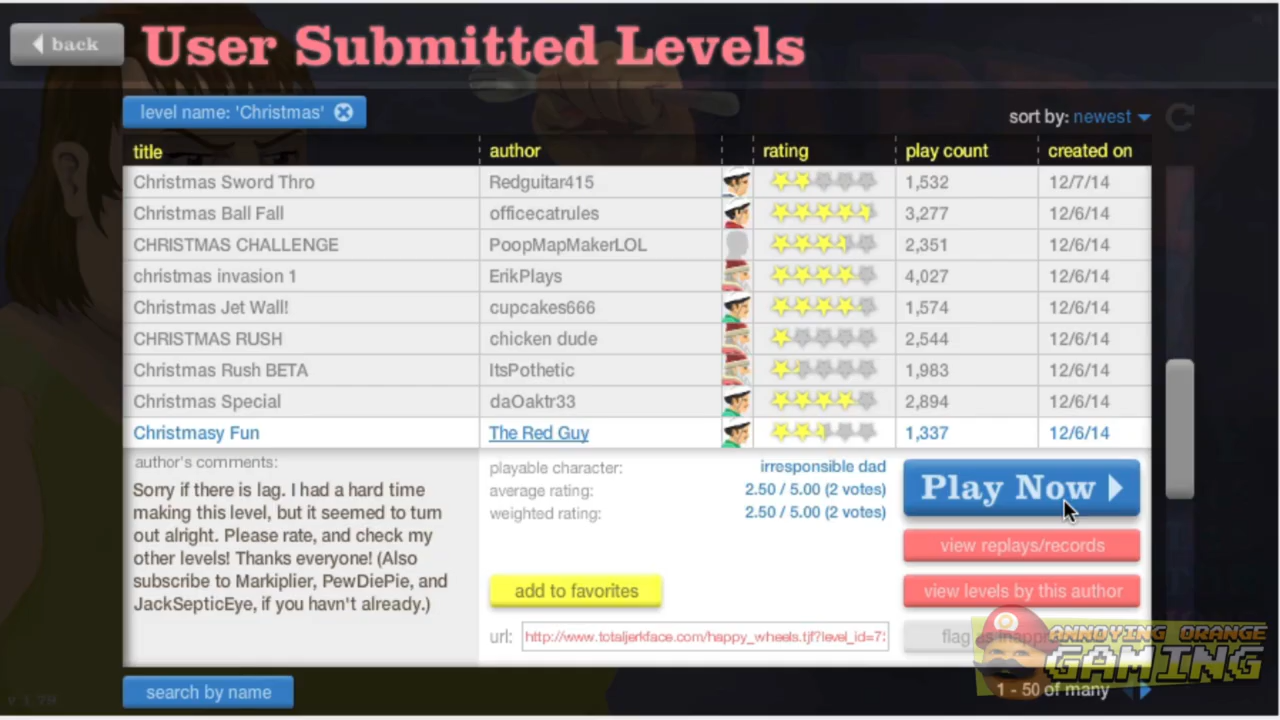 back
User Submitted Levels
level name: 'Christmas'
sort by: newest
title author rating play count created on
Christmas Sword Thro Redguitar415 1,532 12/7/14
Christmas Ball Fall officecatrules 3,277 12/6/14
CHRISTMAS CHALLENGE PoopMapMakerLOL 2,351 12/6/14
christmas invasion 1 ErikPlays 4,027 12/6/14
Christmas Jet Wall! cupcakes666 1,574 12/6/14
CHRISTMAS RUSH chicken dude 2,544 12/6/14
Christmas Rush BETA ItsPothetic 1,983 12/6/14
Christmas Special daOaktr33 2,894 12/6/14
Christmasy Fun The Red Guy 1,337 12/6/14
author's comments:
Sorry if there is lag. I had a hard time
making this level, but it seemed to turn
out alright. Please rate, and check my
other levels! Thanks everyone! (Also
subscribe to Markiplier, PewDiePie, and
JackSepticEye, if you havn't already.)
playable character: irresponsible dad
average rating: 2.50 / 5.00 (2 votes)
weighted rating: 2.50 / 5.00 (2 votes)
add to favorites
url: http://www.totaljerkface.com/happy_wheels.tjf?level_id=7
Play Now
view replays/records
view levels by this author
flag as inappr
ANNOYING ORANGE
GAMING
search by name
1 - 50 of many
v 1.79